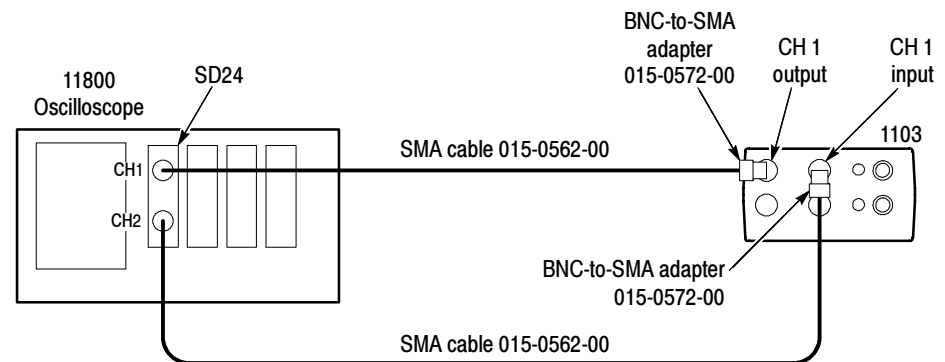 BNC-to-SMA
adapter
015-0572-00
CH 1
output
CH 1
input
11800
Oscilloscope
SD24
1103
SMA cable 015-0562-00
CH1
CH2
BNC-to-SMA adapter
015-0572-00
SMA cable 015-0562-00